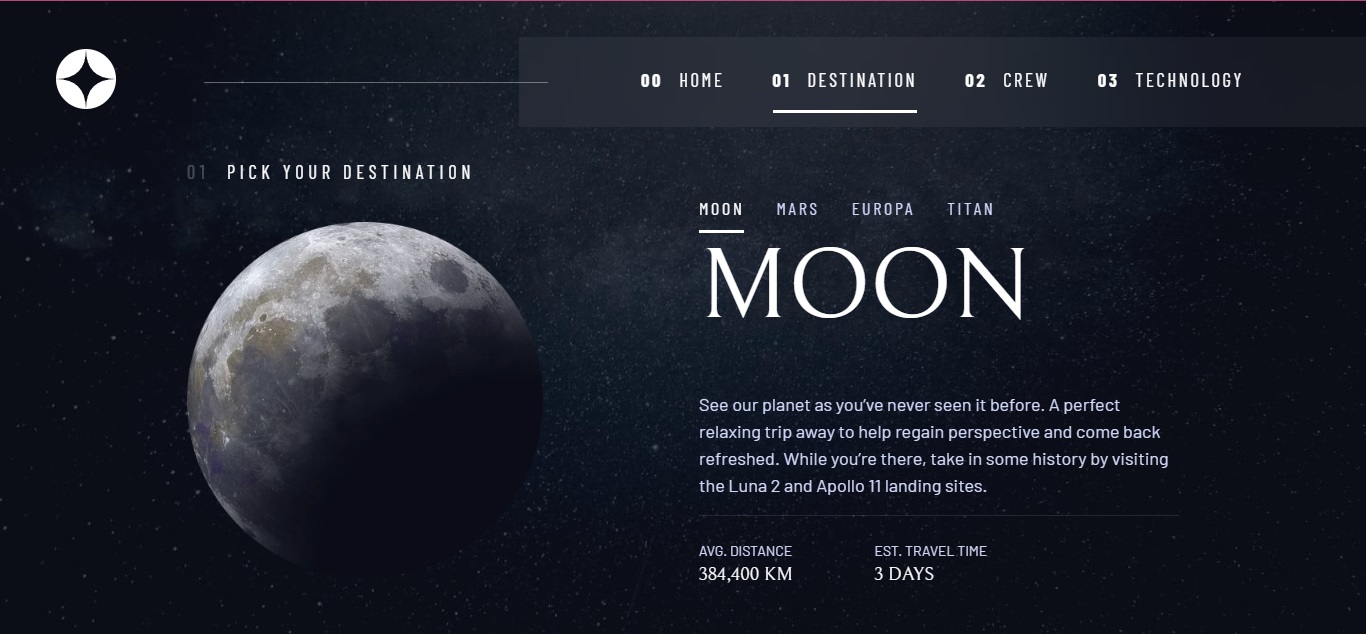 00 HOME 01 DESTINATION 02 CREW 03 TECHNOLOGY
01 PICK YOUR DESTINATION
MOON MARS EUROPA TITAN
MOON
See our planet as you’ve never seen it before. A perfect
relaxing trip away to help regain perspective and come back
refreshed. While you’re there, take in some history by visiting
the Luna 2 and Apollo 11 landing sites.
AVG. DISTANCE EST. TRAVEL TIME
384,400 KM 3 DAYS